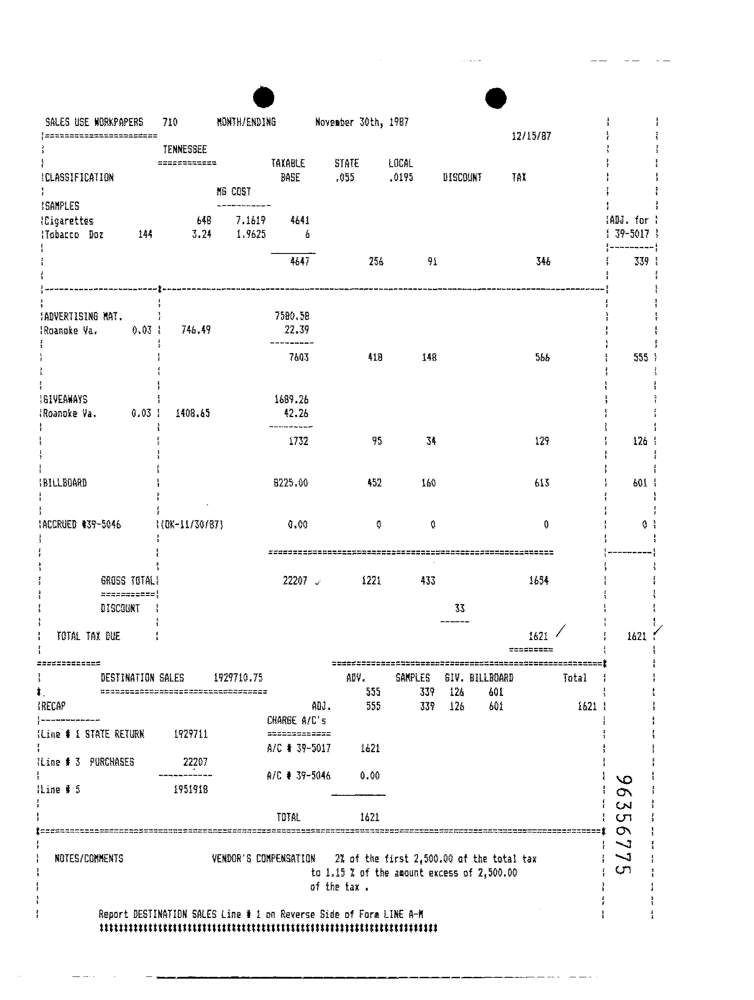 SALES USE WORKPAPERS 710 MONTH/ENDING November 30th, 1987
12/15/87
TENNESSEE
TAXABLE STATE LOCAL
CLASSIFICATION BASE .055 .0195 DISCOUNT TAX
MG COST
SAMPLES
Cigarettes 648 7.1619 4641 ADJ. for
Tobacco Doz 144 3.24 1.9625 6 39-5017
4647 256 91 346 339
ADVERTISING MAT. 7580.58
Roanoke Va. 0.03 746.49 22.39
7603 418 148 566 555
GIVEAWAYS 1689.26
Roanoke Va. 0.03 1408.65 42.26
1732 95 34 129 126
BILLBOARD 8225.00 452 160 613 601
ACCRUED #39-5046 (OK-11/30/87) 0.00 0 0 0 0
GROSS TOTAL 22207 1221 433 1654
DISCOUNT 33
TOTAL TAX DUE 1621 1621
DESTINATION SALES 1929710.75 ADV. SAMPLES GIV. BILLBOARD Total
555 339 126 601
RECAP ADJ. 555 339 126 601 1621
CHARGE A/C's
Line # 1 STATE RETURN 1929711
A/C # 39-5017 1621
Line # 3 PURCHASES 22207
A/C # 39-5046 0.00
Line # 5 1951918
TOTAL 1621
96356775
NOTES/COMMENTS VENDOR'S COMPENSATION 2% of the first 2,500.00 of the total tax
to 1.15 % of the amount excess of 2,500.00
of the tax .
Report DESTINATION SALES Line # 1 on Reverse Side of Form LINE A-M